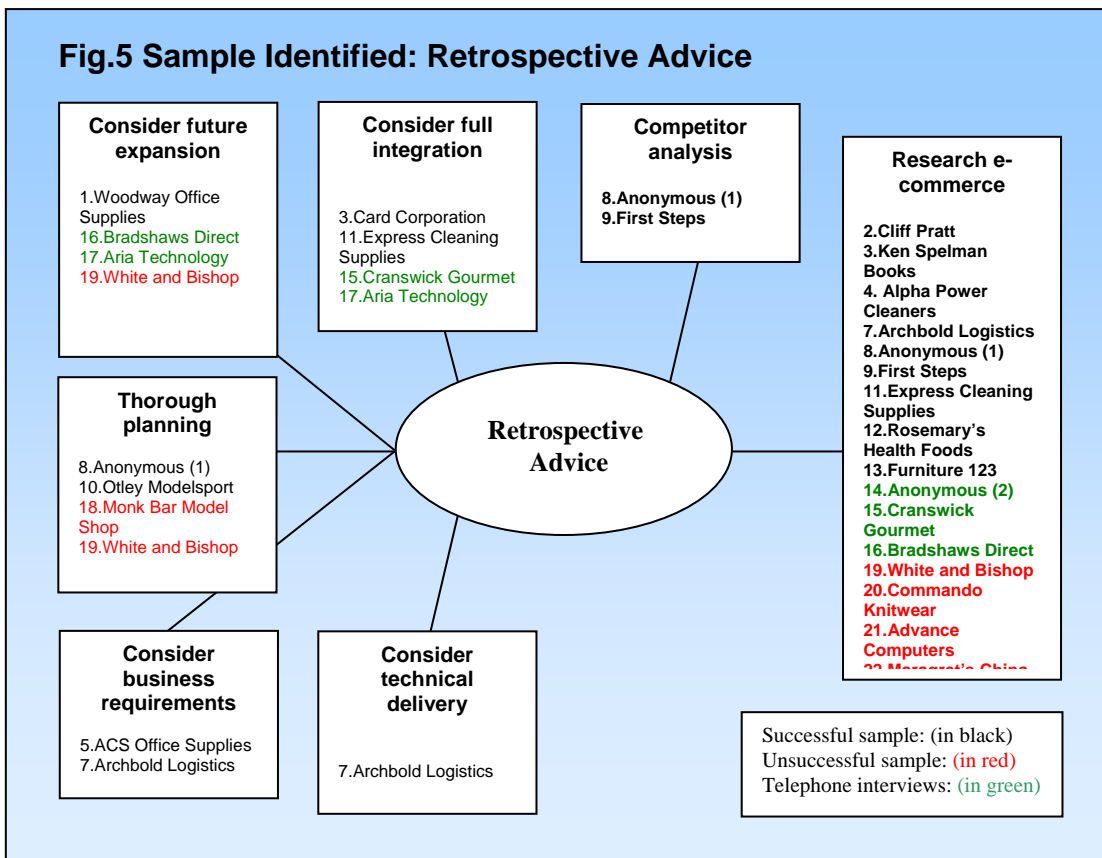 Fig.5 Sample Identified: Retrospective Advice
Consider future
expansion
1.Woodway Office
Supplies
16.Bradshaws Direct
17.Aria Technology
19.White and Bishop
Consider full
integration
3.Card Corporation
11.Express Cleaning
Supplies
15.Cranswick Gourmet
17.Aria Technology
Competitor
analysis
8.Anonymous (1)
9.First Steps
Research e-
commerce
2.Cliff Pratt
3.Ken Spelman
Books
4. Alpha Power
Cleaners
7.Archbold Logistics
8.Anonymous (1)
9.First Steps
11.Express Cleaning
Supplies
12.Rosemary’s
Health Foods
13.Furniture 123
14.Anonymous (2)
15.Cranswick
Gourmet
16.Bradshaws Direct
19.White and Bishop
20.Commando
Knitwear
21.Advance
Computers
Thorough
planning
8.Anonymous (1)
10.Otley Modelsport
18.Monk Bar Model
Shop
19.White and Bishop
Retrospective
Advice
Consider
business
requirements
5.ACS Office Supplies
7.Archbold Logistics
Consider
technical
delivery
7.Archbold Logistics
Successful sample: (in black)
Unsuccessful sample: (in red)
Telephone interviews: (in green)